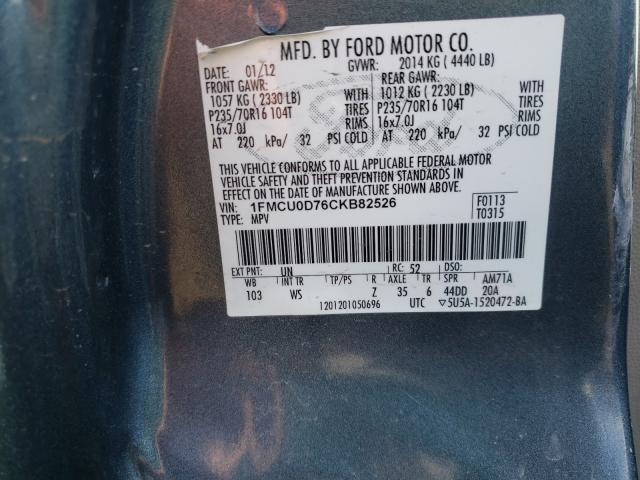 MFD. BY FORD MOTOR CO.
DATE: 01/12 GVWR: 2014 KG ( 4440 LB)
FRONT GAWR: REAR GAWR:
1057 KG ( 2330 LB) 1012 KG ( 2230 LB)
P235/70R16 104T TIRES P235/70R16 104T TIRES
16x7.0J RIMS 16x7.0J RIMS
AT 220 kPa/ 32 PSI COLD AT 220 kPa/ 32 PSI COLD
THIS VEHICLE CONFORMS TO ALL APPLICABLE FEDERAL MOTOR
VEHICLE SAFETY AND THEFT PREVENTION STANDARDS IN
EFFECT ON THE DATE OF MANUFACTURE SHOWN ABOVE.
VIN: 1FMCU0D76CKB82526 F0113
TYPE: MPV T0315
EXT PNT: UN RC: 52 DSO:
WB INT TR TP/PS R AXLE TR SPR AM71A
103 WS Z 35 6 44DD 20A
1201201050696 UTC ▽5U5A-1520472-BA